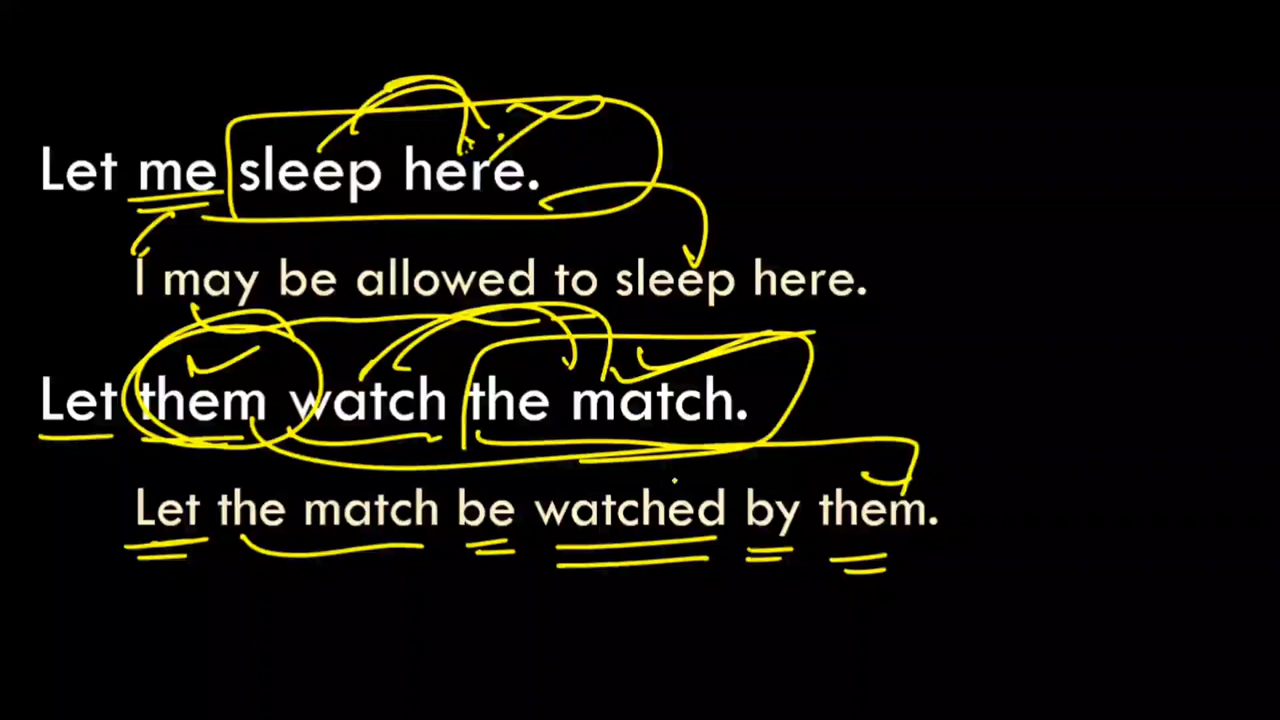 Let me sleep here.
I may be allowed to sleep here.
Let them watch the match.
Let the match be watched by them.